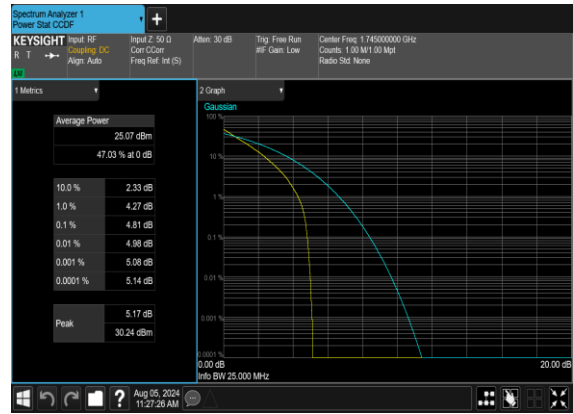 Spectrum Analyzer 1
Power Stat CCDF
KEYSIGHT
R T
LW
Input: RF
Coupling: DC
Align: Auto
Input Z: 50 Ω
Corr CCorr
Freq Ref: Int (S)
Atten: 30 dB
Trig: Free Run
#IF Gain: Low
Center Freq: 1.745000000 GHz
Counts: 1.00 M/1.00 Mpt
Radio Std: None
1 Metrics
Average Power
25.07 dBm
47.03 % at 0 dB
10.0 % 2.33 dB
1.0 % 4.27 dB
0.1 % 4.81 dB
0.01 % 4.98 dB
0.001 % 5.08 dB
0.0001 % 5.14 dB
Peak
5.17 dB
30.24 dBm
2 Graph
Gaussian
100 %
10 %
1 %
0.1 %
0.01 %
0.001 %
0.0001 %
0.00 dB
20.00 dB
Info BW 25.000 MHz
?
Aug 05, 2024
11:27:26 AM